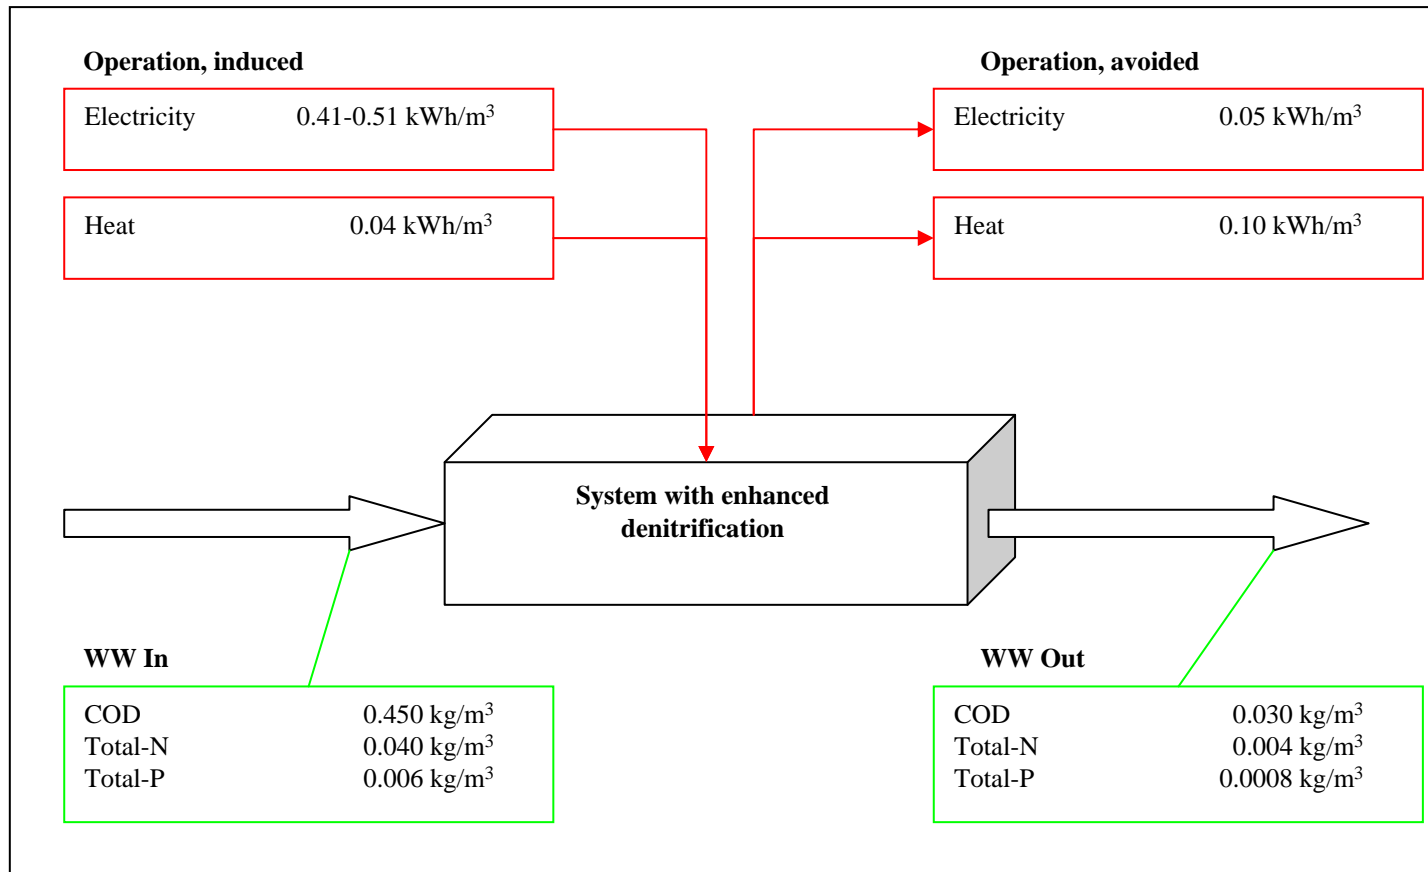 Operation, induced
Electricity 0.41-0.51 kWh/m³
Heat 0.04 kWh/m³
Operation, avoided
Electricity 0.05 kWh/m³
Heat 0.10 kWh/m³
System with enhanced
denitrification
WW In
COD 0.450 kg/m³
Total-N 0.040 kg/m³
Total-P 0.006 kg/m³
WW Out
COD 0.030 kg/m³
Total-N 0.004 kg/m³
Total-P 0.0008 kg/m³